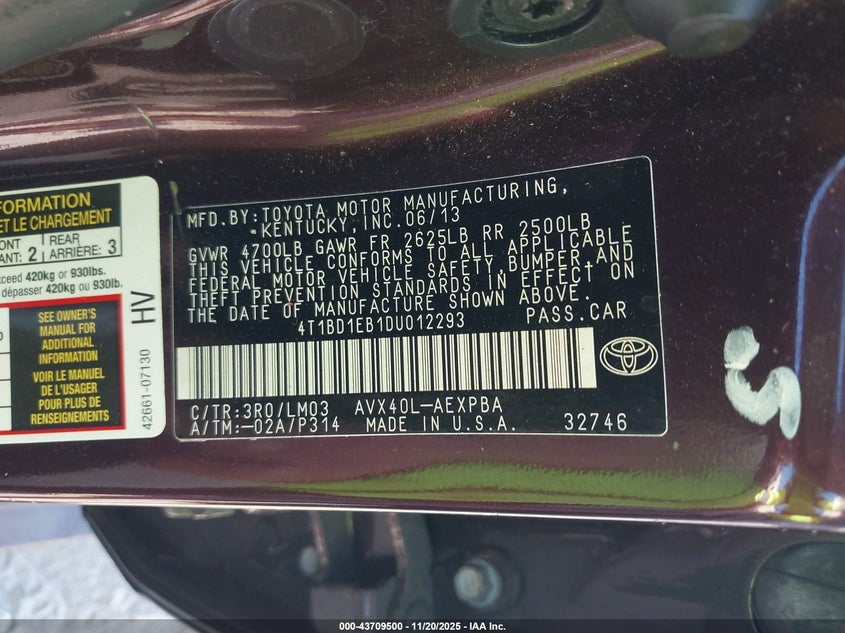 FORMATION
ET LE CHARGEMENT
2
REAR
ARRIÈRE: 3
420kg or 930lbs.
dépasser 420kg ou 930lb.
SEE OWNER'S
MANUAL FOR
ADDITIONAL
INFORMATION
VOIR LE MANUEL
DE L'USAGER
POUR PLUS DE
RENSEIGNEMENTS
HV
42661-07130
MFD.BY:TOYOTA MOTOR MANUFACTURING,
KENTUCKY,INC.06/13
GVWR 4700LB GAWR FR 2625LB RR 2500LB
THIS VEHICLE CONFORMS TO ALL APPLICABLE
FEDERAL MOTOR VEHICLE SAFETY,BUMPER,AND
THEFT PREVENTION STANDARDS IN EFFECT ON
THE DATE OF MANUFACTURE SHOWN ABOVE.
4T1BD1EB1DU012293 PASS.CAR
C/TR:3R0/LM03 AVX40L-AEXPBA
A/TM:-02A/P314 MADE IN U.S.A. 32746
000-43709500 - 11/20/2025 - IAA Inc.